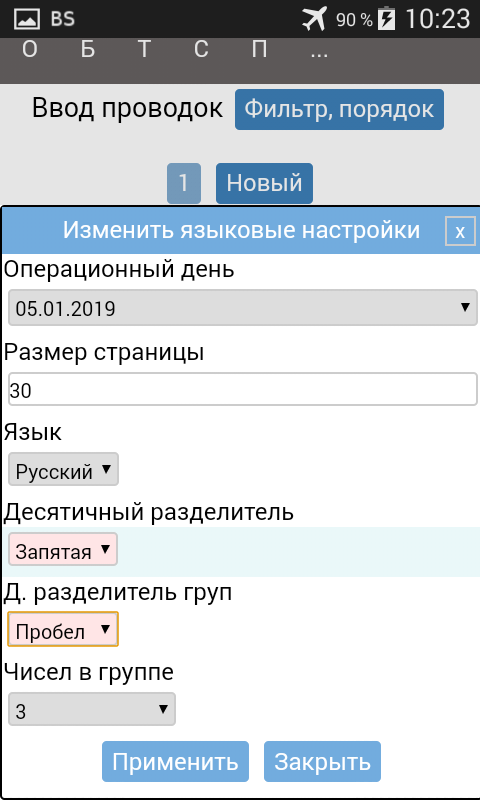 BS 90 % 10:23
О Б Т С П ...
Ввод проводок Фильтр, порядок
1 Новый
Изменить языковые настройки x
Операционный день
05.01.2019
Размер страницы
30
Язык
Русский
Десятичный разделитель
Запятая
Д. разделитель груп
Пробел
Чисел в группе
3
Применить Закрыть